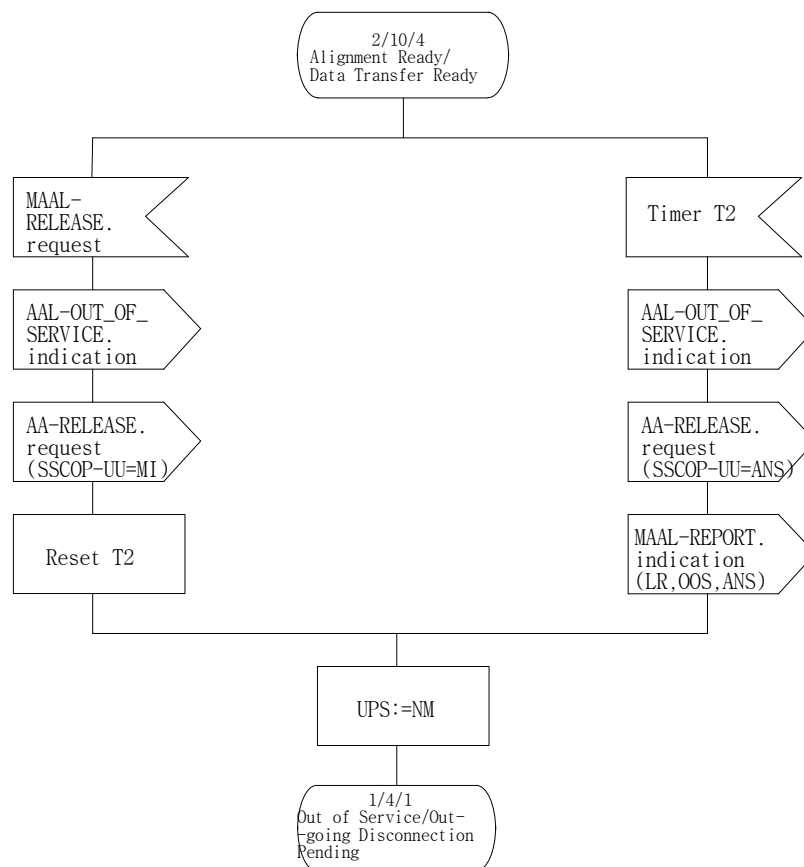 2/10/4
Alignment Ready/
Data Transfer Ready
MAAL-
RELEASE.
request
AAL-OUT_OF_
SERVICE.
indication
AA-RELEASE.
request
(SSCOP-UU=MI)
Reset T2
Timer T2
AAL-OUT_OF_
SERVICE.
indication
AA-RELEASE.
request
(SSCOP-UU=ANS)
MAAL-REPORT.
indication
(LR,OOS,ANS)
UPS:=NM
1/4/1
Out of Service/Out-
-going Disconnection
Pending